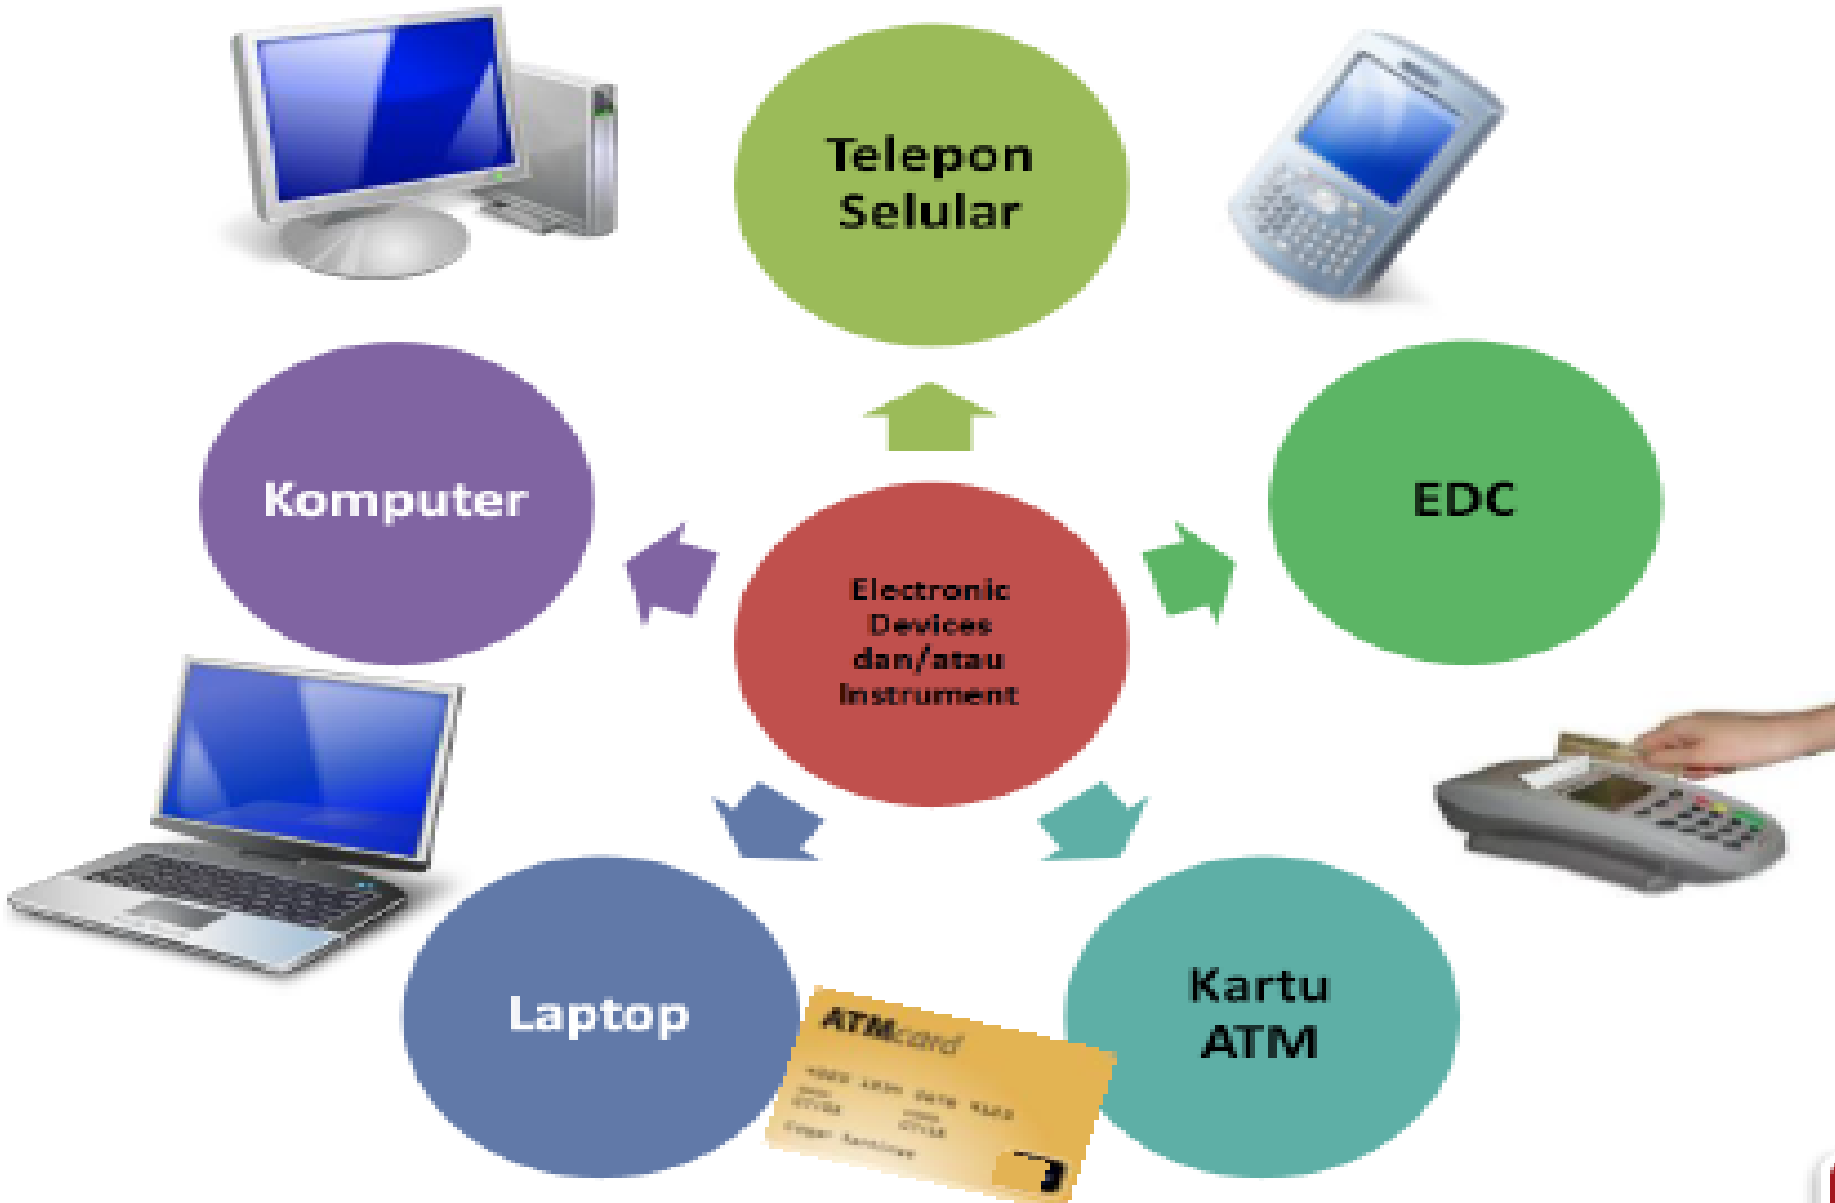 Telepon
Selular
Komputer
EDC
Electronic
Devices
dan/atau
Instrument
Laptop
Kartu
ATM
ATMcard